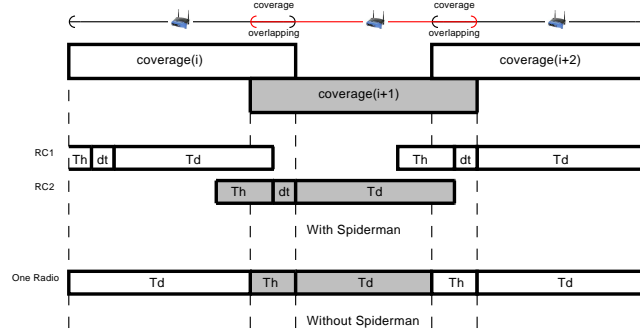 coverage coverage
overlapping overlapping
coverage(i) coverage(i+2)
coverage(i+1)
RC1 Th dt Td Th dt Td
RC2 Th dt Td
With Spiderman
One Radio Td Th Td Th Td
Without Spiderman